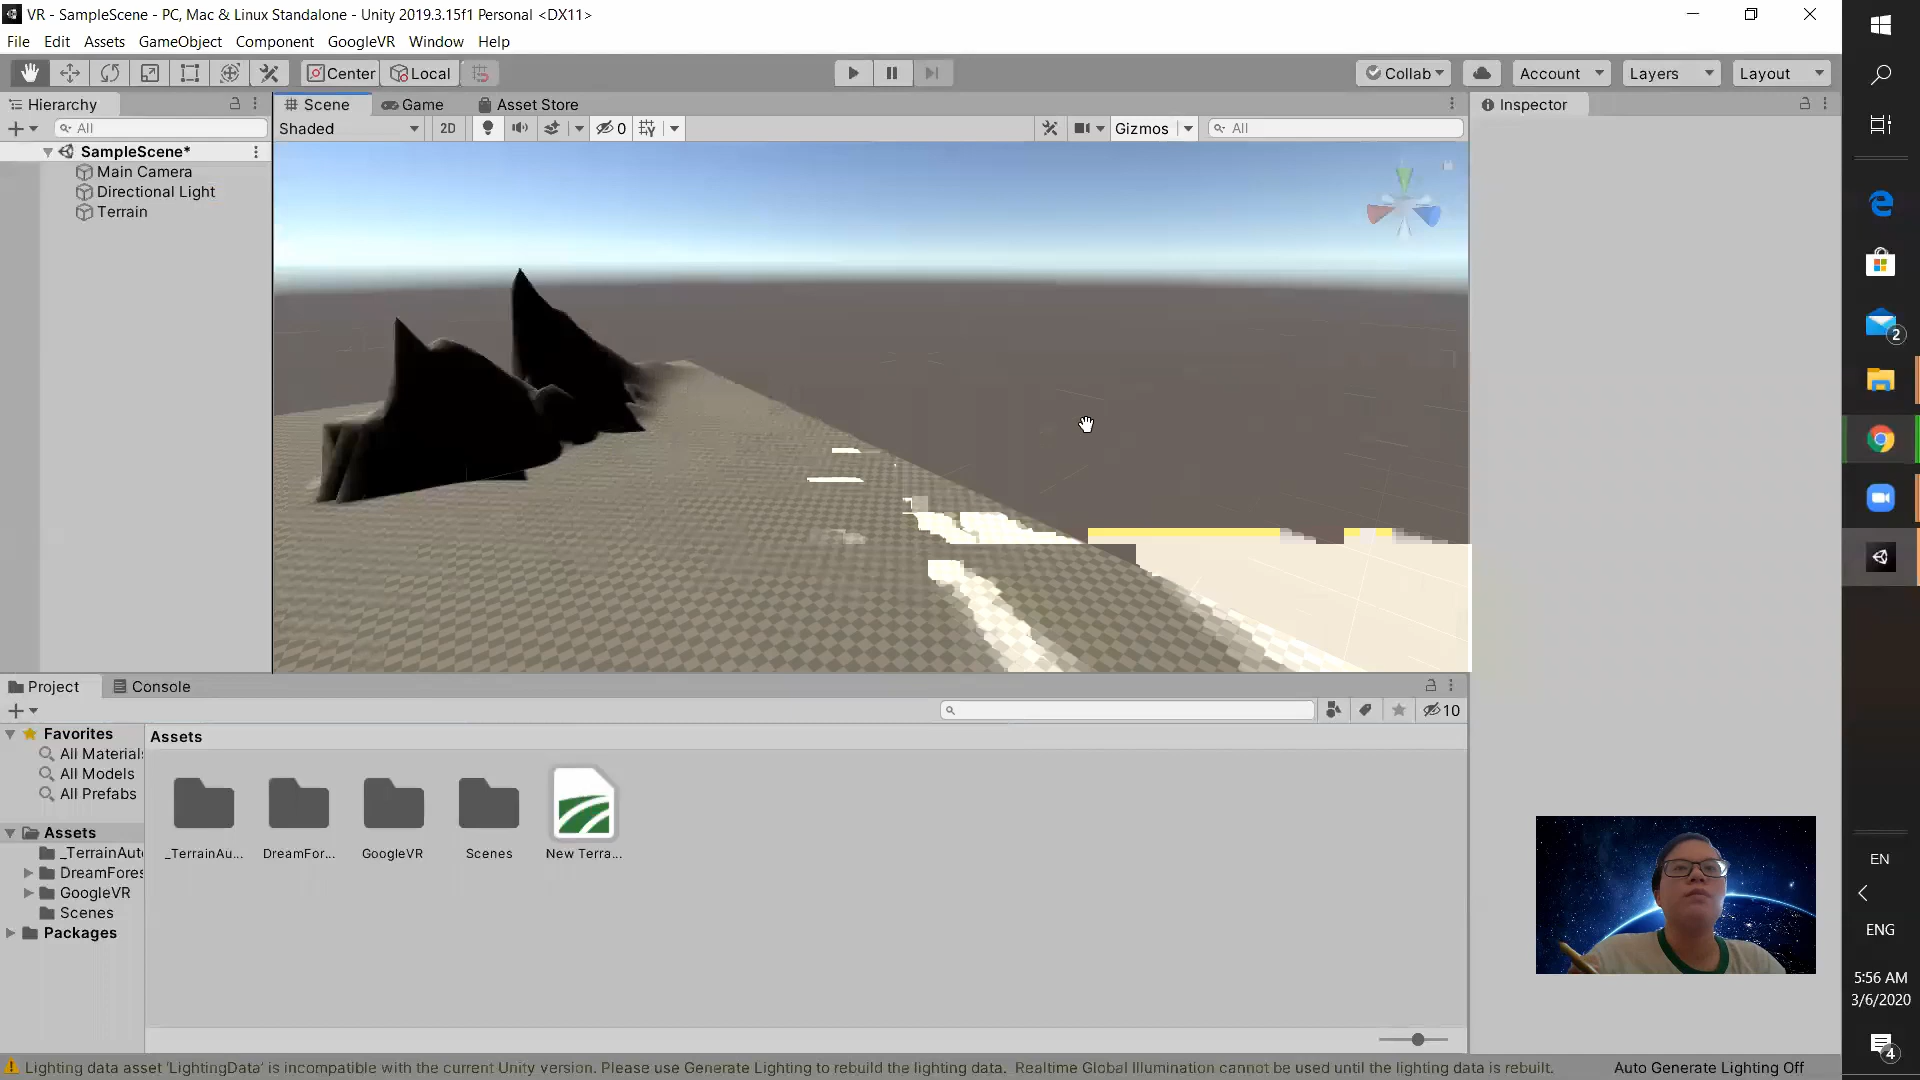 VR - SampleScene - PC, Mac & Linux Standalone - Unity 2019.3.15f1 Personal <DX11>
File Edit Assets GameObject Component GoogleVR Window Help
Center Local Collab Account Layers Layout
Hierarchy
All
SampleScene*
Main Camera
Directional Light
Terrain
Scene Game Asset Store
Shaded 2D 0 Gizmos All
Inspector
Project Console
10
Favorites
All Materials
All Models
All Prefabs
Assets
_TerrainAuto
DreamFores
GoogleVR
Scenes
Packages
Assets
_TerrainAu... DreamFor... GoogleVR Scenes New Terra...
Lighting data asset 'LightingData' is incompatible with the current Unity version. Please use Generate Lighting to rebuild the lighting data. Realtime Global Illumination cannot be used until the lighting data is rebuilt.
Auto Generate Lighting Off
2
EN
ENG
5:56 AM
3/6/2020
4